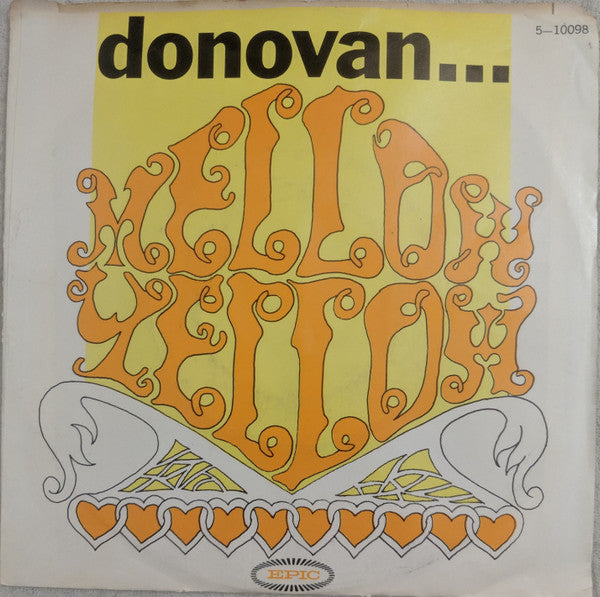 donovan...
5—10098
MELLOW
YELLOW
EPIC